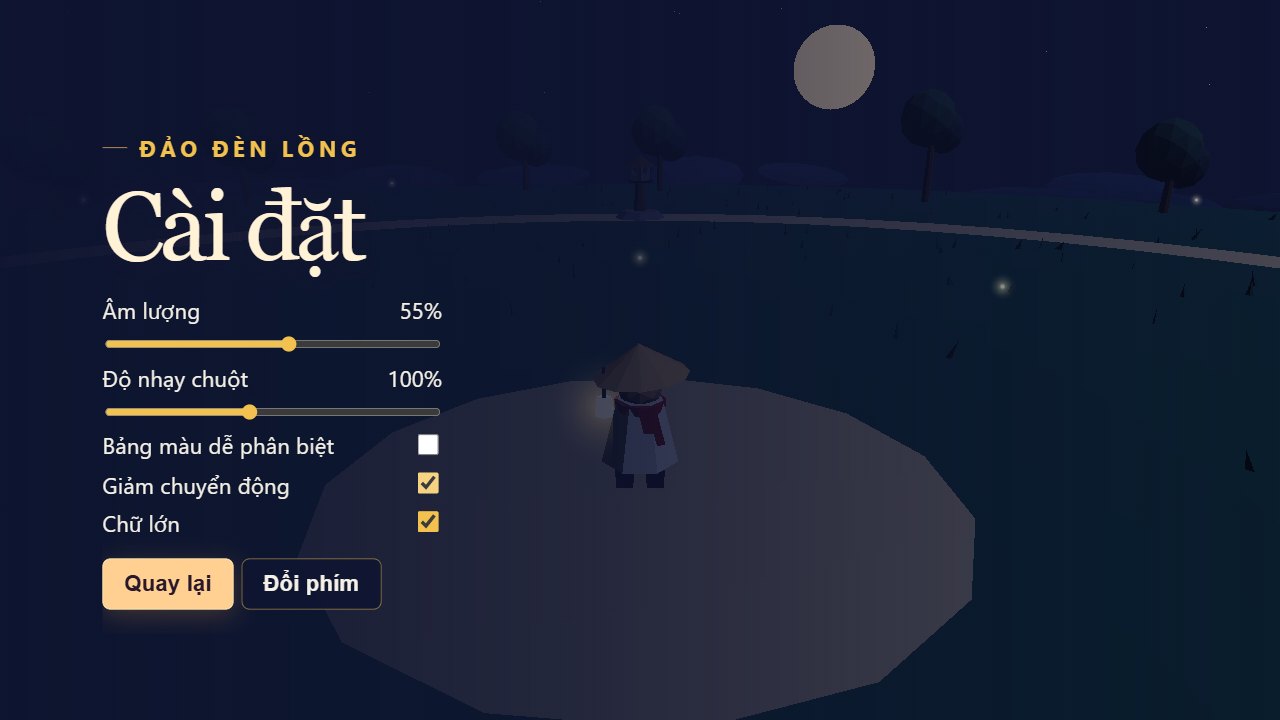 ĐẢO ĐÈN LỒNG
Cài đặt
Âm lượng 55%
Độ nhạy chuột 100%
Bảng màu dễ phân biệt
Giảm chuyển động
Chữ lớn
Quay lại Đổi phím